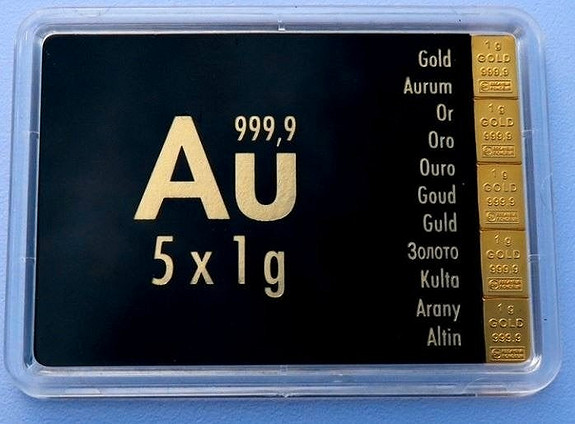 999,9
Au
5 x 1g
Gold
Aurum
Or
Oro
Ouro
Goud
Guld
Золото
Kulta
Arany
Altin
1 g
GOLD
999,9
1 g
GOLD
999,9
1 g
GOLD
999,9
1 g
GOLD
999,9
1 g
GOLD
999,9